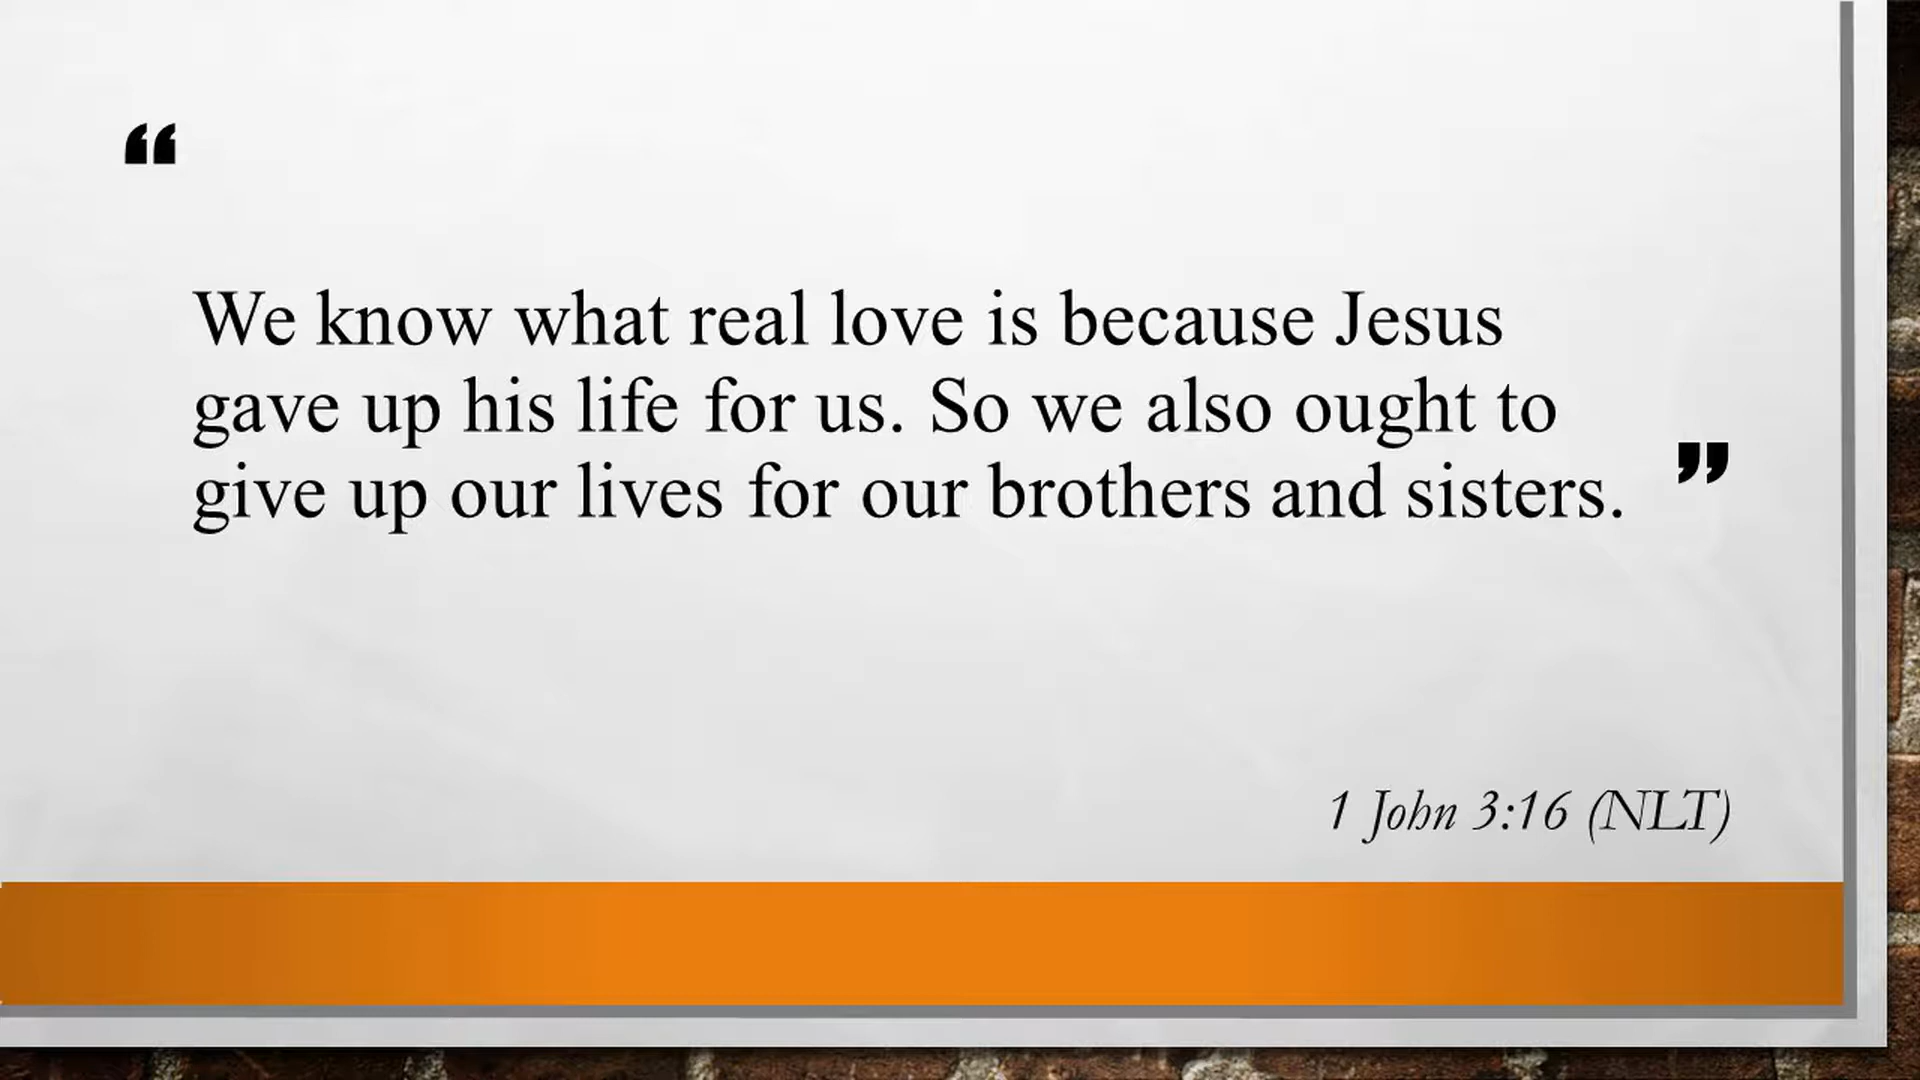 “
We know what real love is because Jesus
gave up his life for us. So we also ought to
give up our lives for our brothers and sisters. ”
1 John 3:16 (NLT)